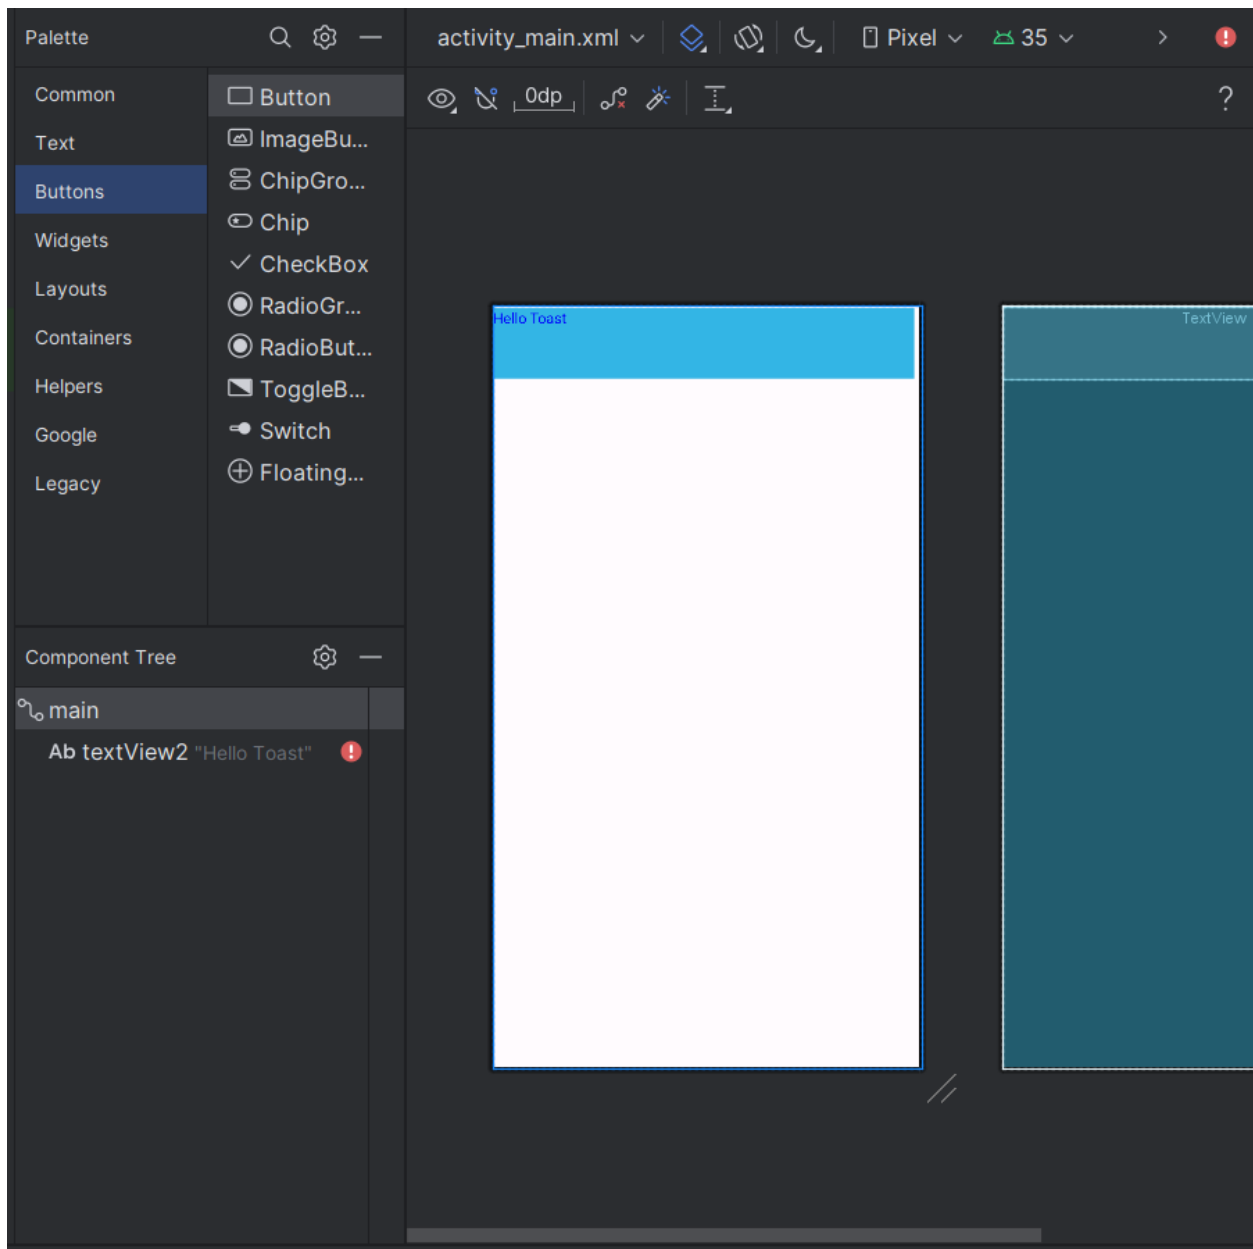 Palette
Common
Text
Buttons
Widgets
Layouts
Containers
Helpers
Google
Legacy
Button
ImageBu...
ChipGro...
Chip
CheckBox
RadioGr...
RadioBut...
ToggleB...
Switch
Floating...
Component Tree
main
Ab textView2 "Hello Toast"
activity_main.xml
Pixel
35
0dp
?
Hello Toast
TextView